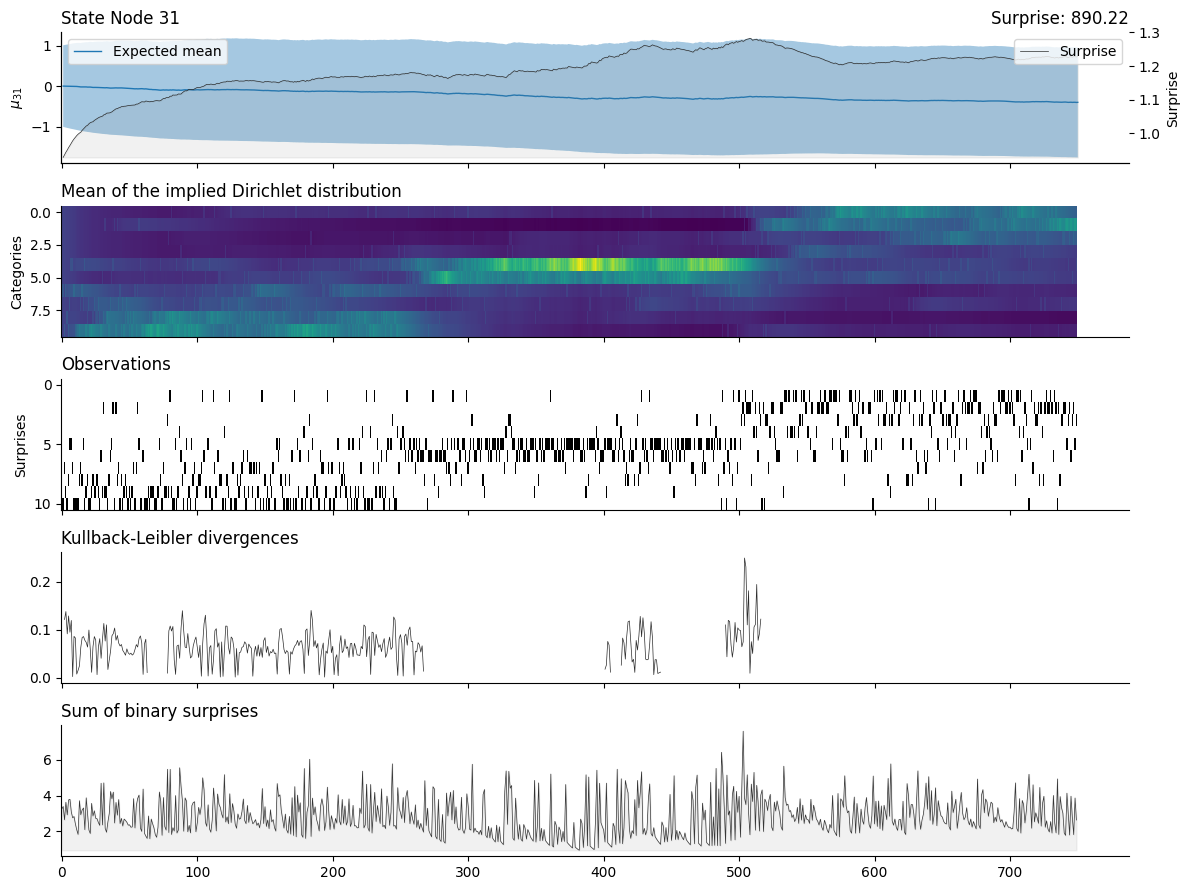 State Node 31
Surprise: 890.22
Expected mean
Surprise
1
0
−1
μ31
1.3
1.2
1.1
1.0
Surprise
Mean of the implied Dirichlet distribution
0.0
2.5
5.0
7.5
Categories
Observations
0
5
10
Surprises
Kullback-Leibler divergences
0.2
0.1
0.0
Sum of binary surprises
6
4
2
0 100 200 300 400 500 600 700